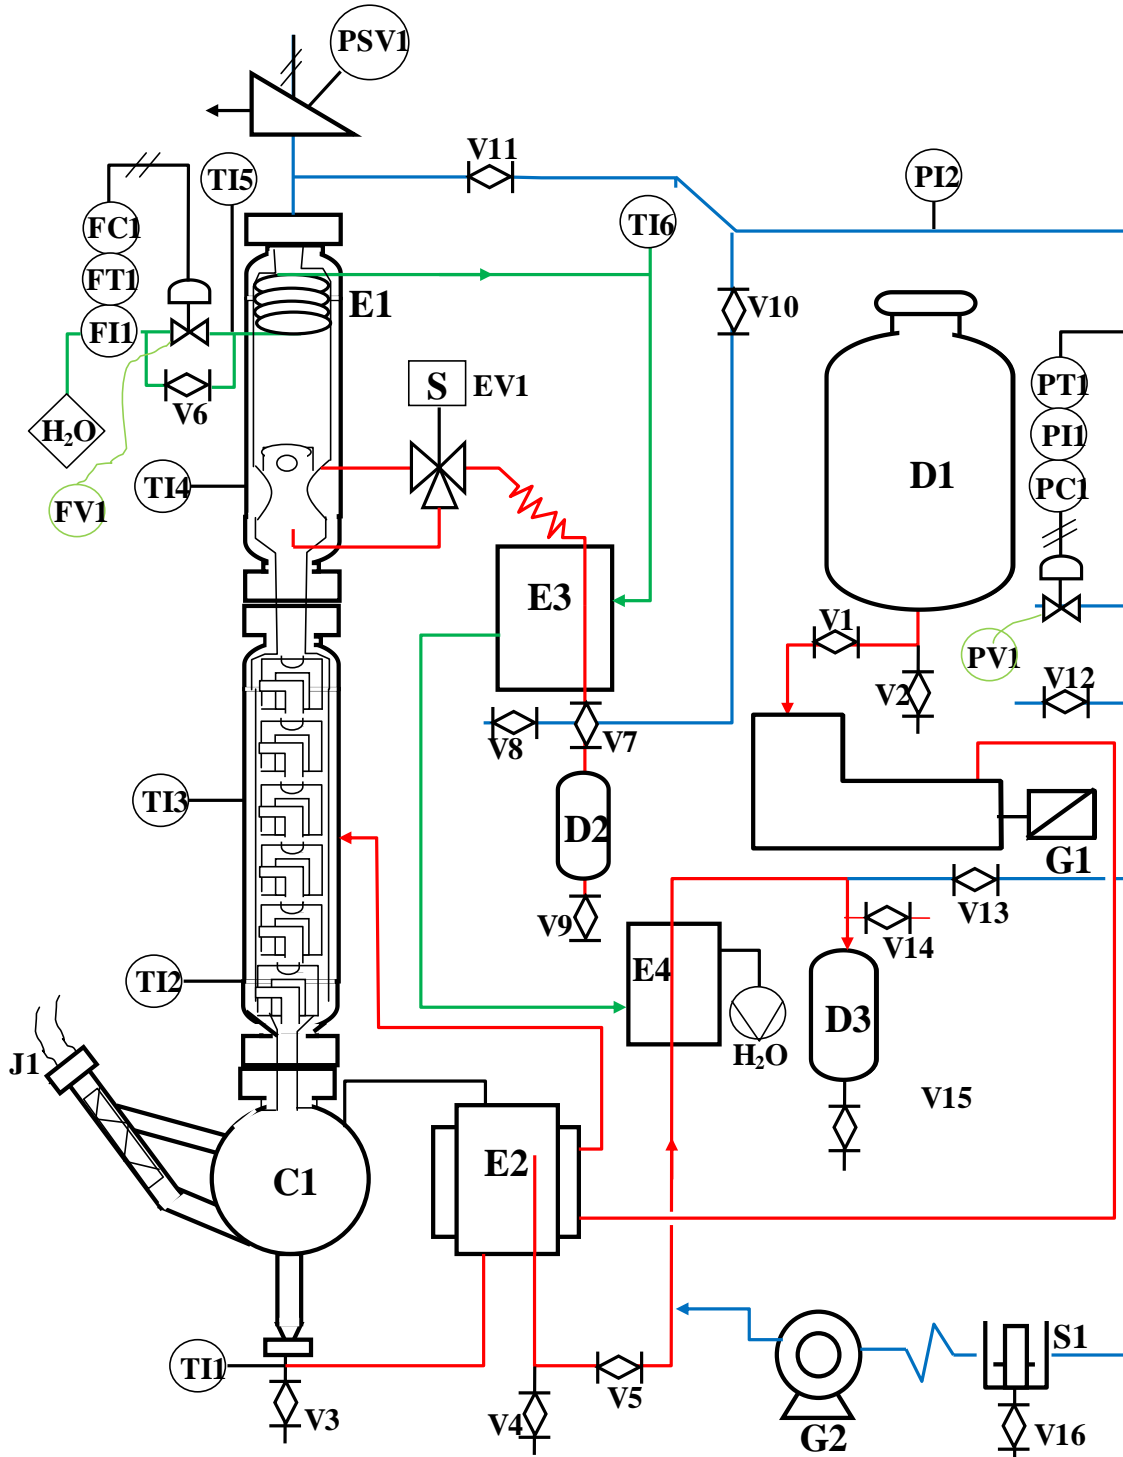 PSV1
V11
TI5
PI2
FC1
TI6
FT1
E1
V10
FI1
PT1
S
EV1
V6
H₂O
PI1
D1
TI4
PC1
FV1
E3
V1
PV1
V2
V12
V8
V7
TI3
D2
G1
V9
V13
V14
E4
TI2
D3
H₂O
J1
V15
E2
C1
S1
TI1
V5
V3
V4
G2
V16